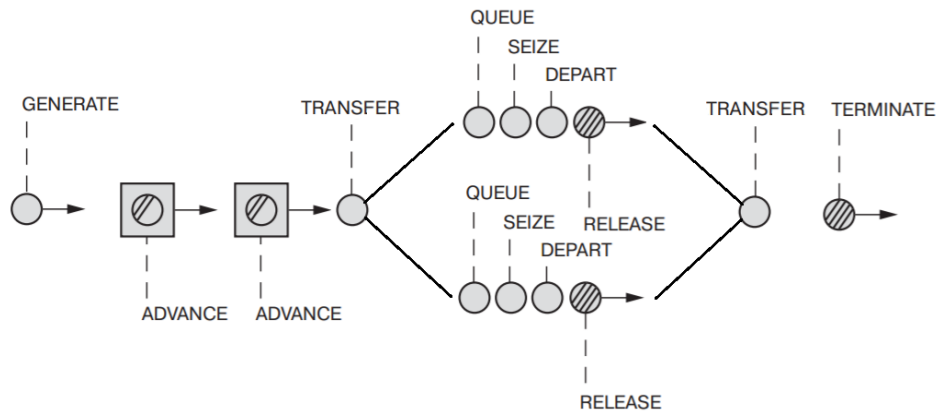 GENERATE
ADVANCE
ADVANCE
TRANSFER
QUEUE
SEIZE
DEPART
RELEASE
QUEUE
SEIZE
DEPART
RELEASE
TRANSFER
TERMINATE